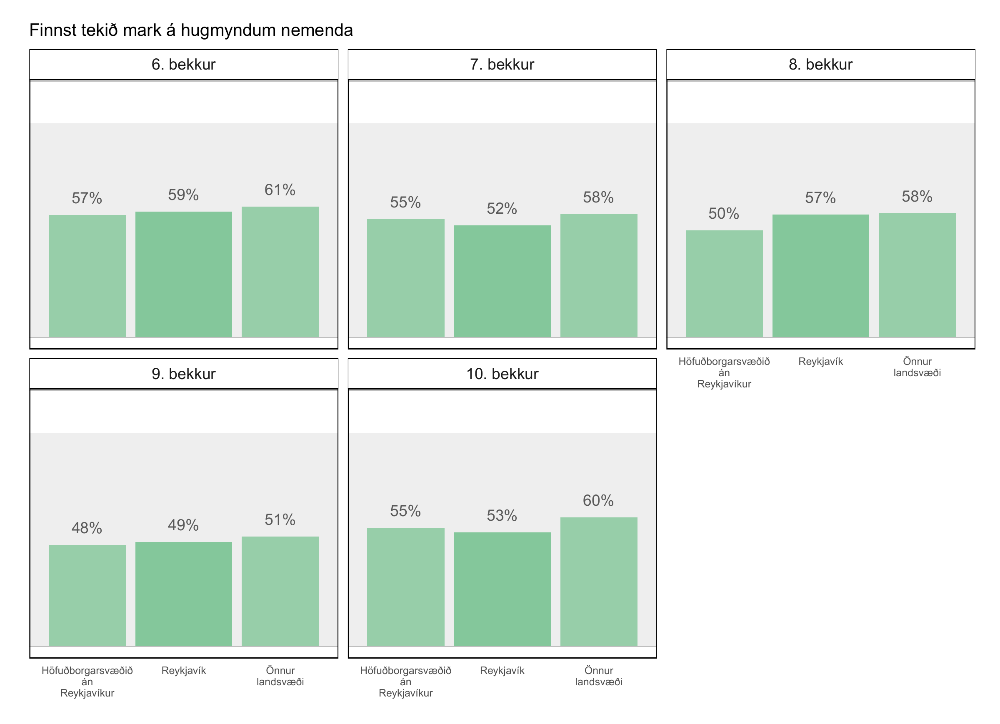 Finnst tekið mark á hugmyndum nemenda
6. bekkur
57%
59%
61%
7. bekkur
55%
52%
58%
8. bekkur
50%
57%
58%
Höfuðborgarsvæðið
án
Reykjavíkur
Reykjavík
Önnur
landsvæði
9. bekkur
48%
49%
51%
Höfuðborgarsvæðið
án
Reykjavíkur
Reykjavík
Önnur
landsvæði
10. bekkur
55%
53%
60%
Höfuðborgarsvæðið
án
Reykjavíkur
Reykjavík
Önnur
landsvæði